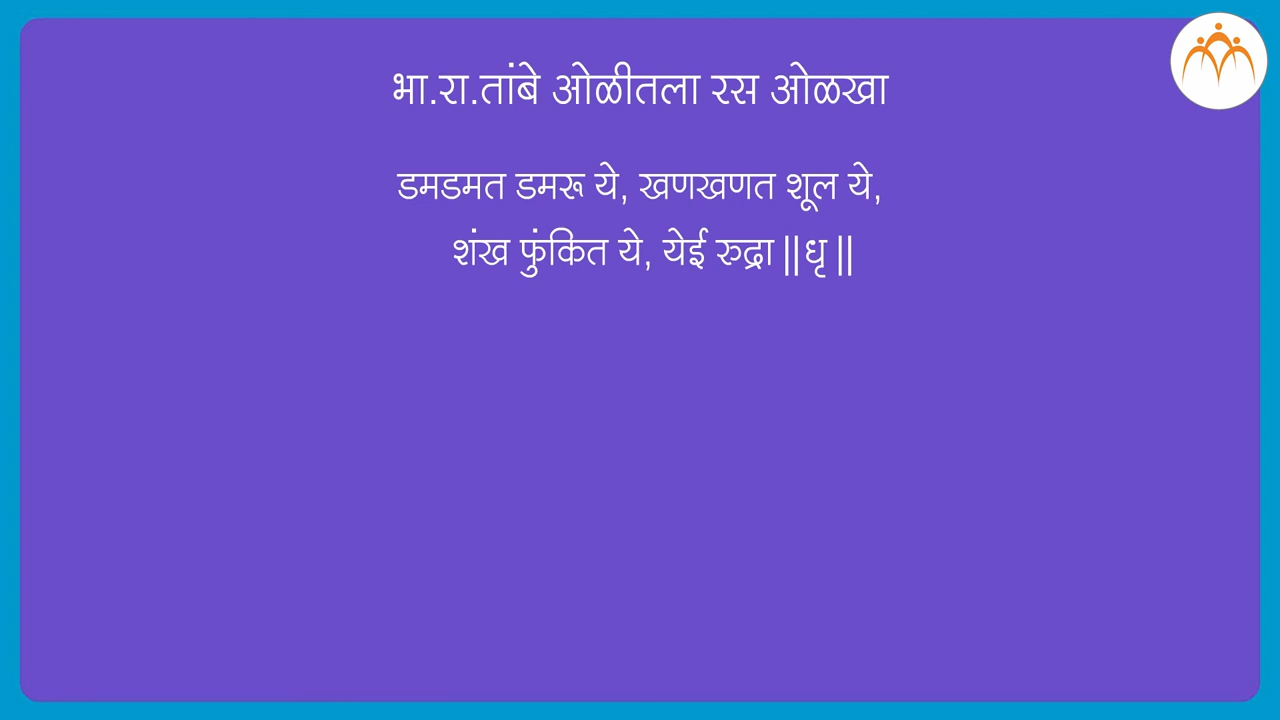 भा.रा.तांबे ओळीतला रस ओळखा
डमडमत डमरू ये, खणखणत शूल ये,
शंख फुंकित ये, येई रुद्रा ||धृ ||